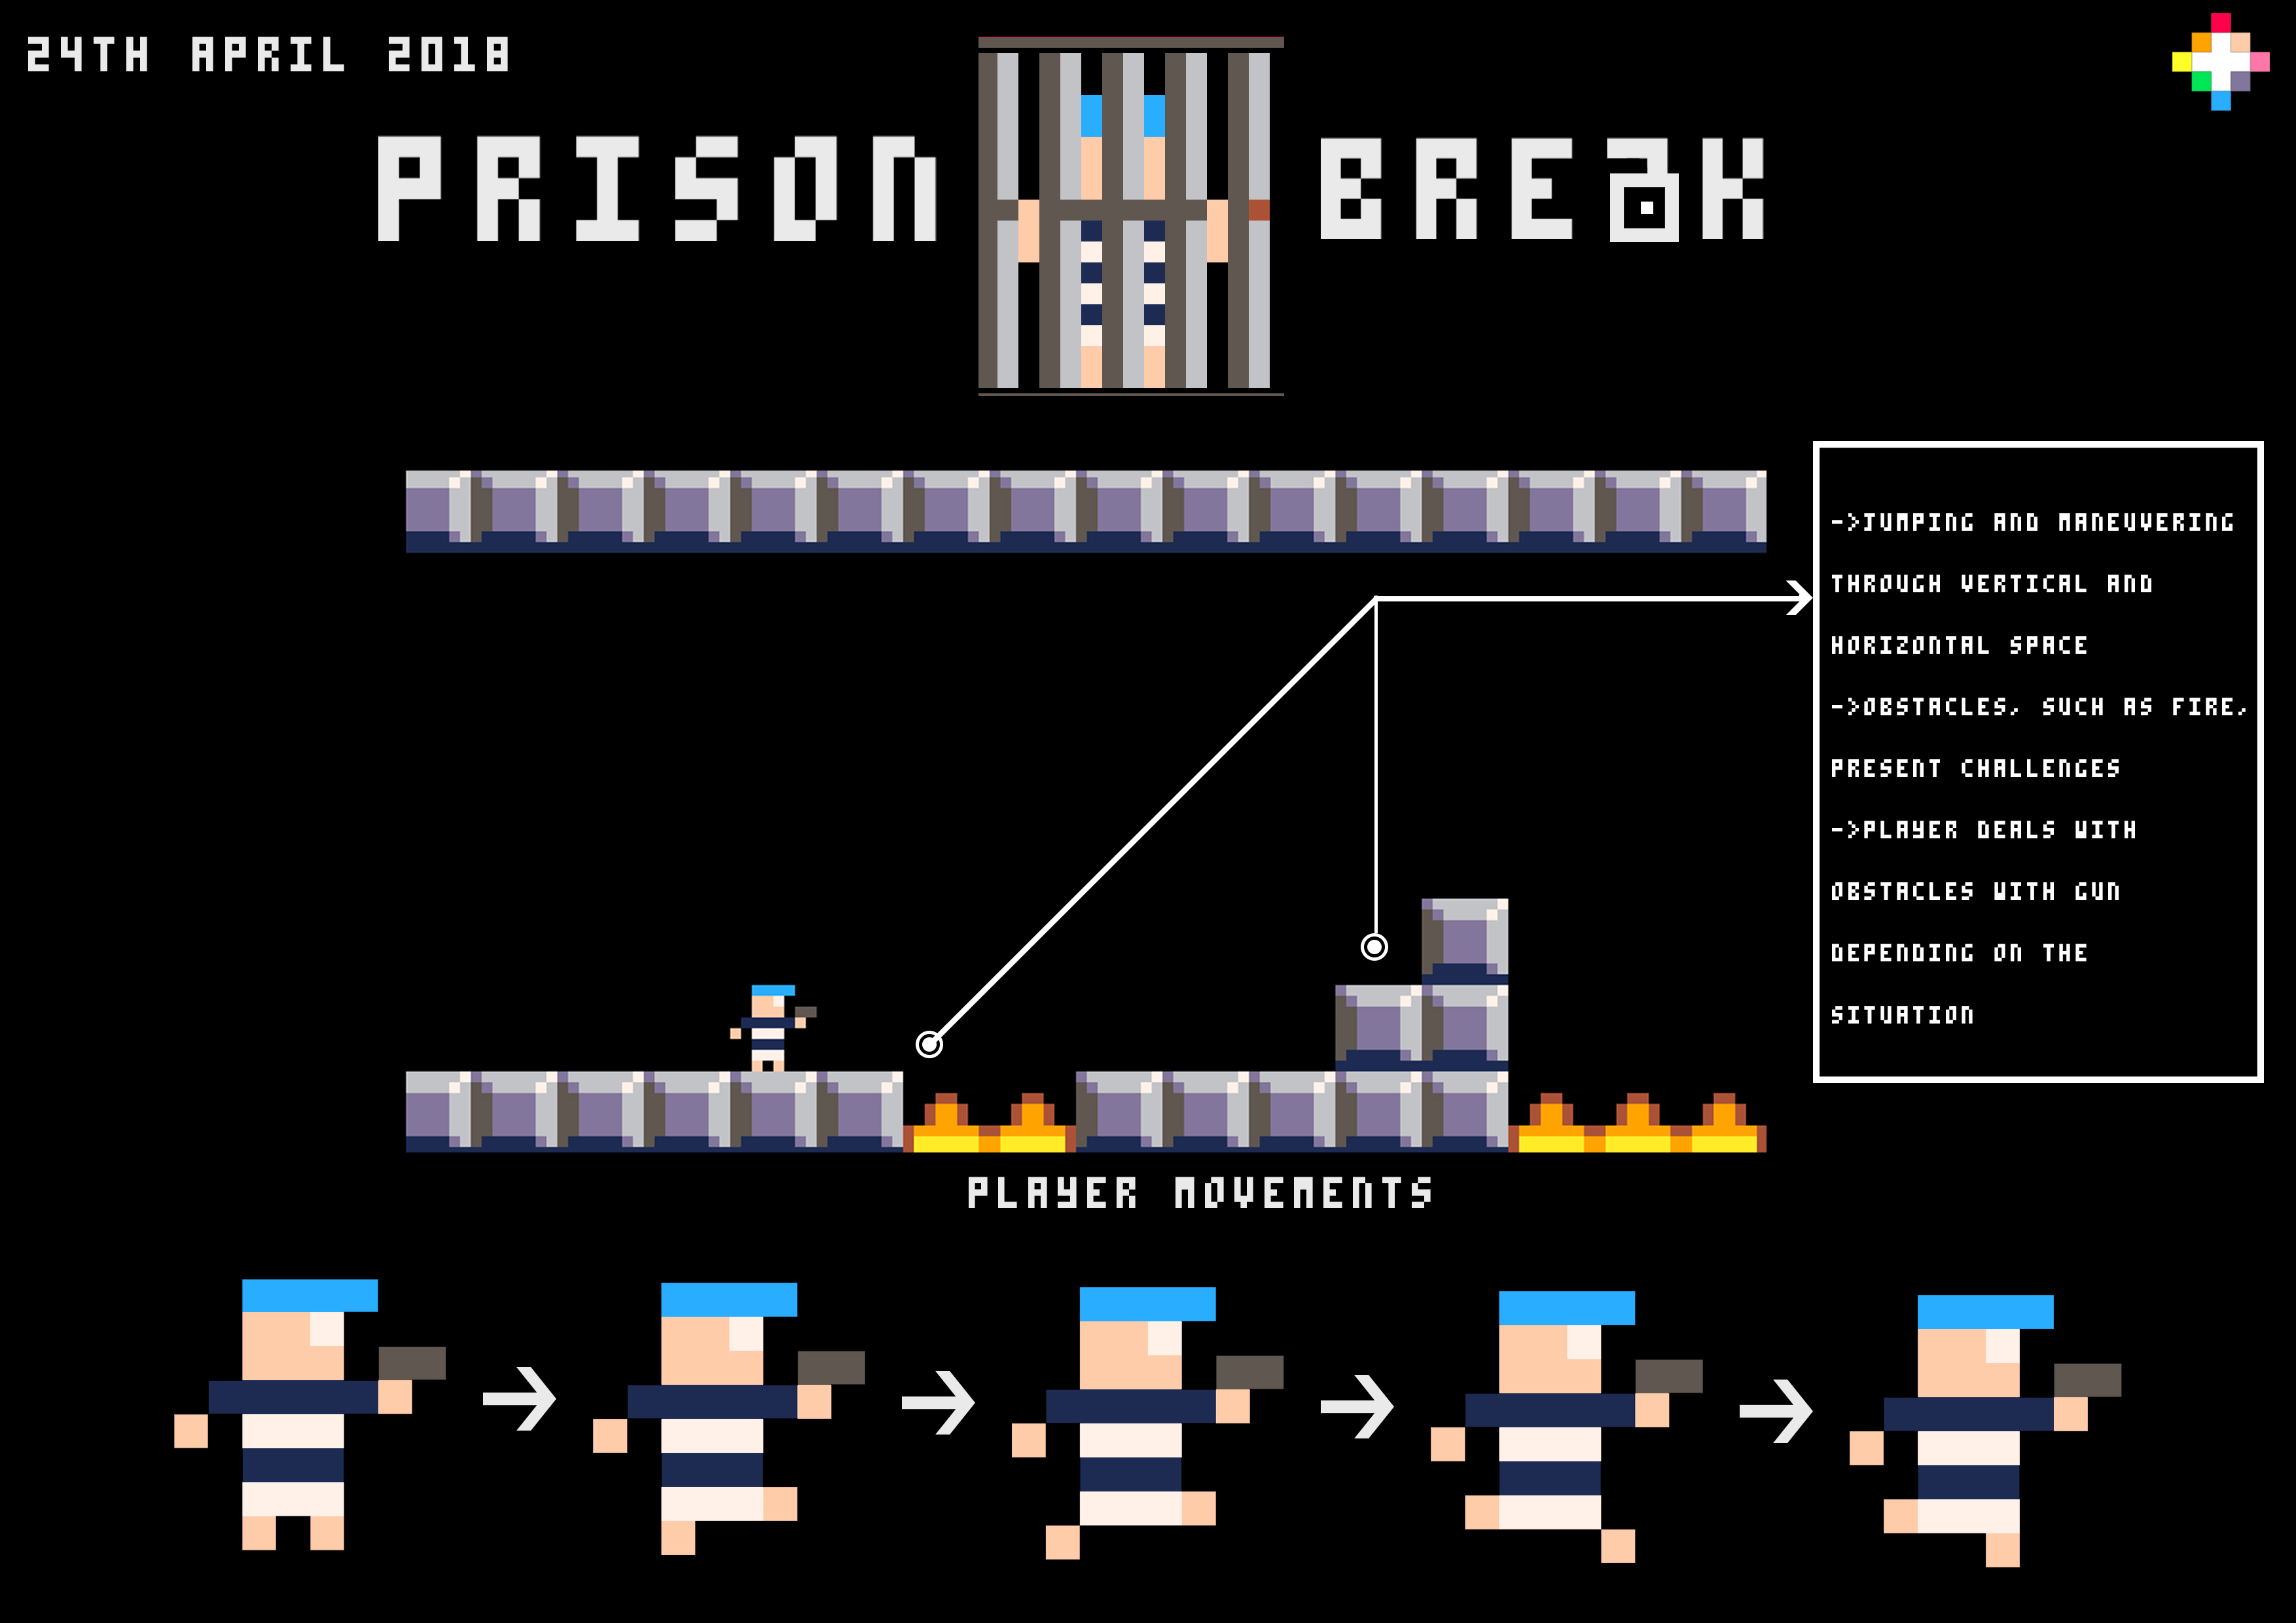 24TH APRIL 2018
PRISON BREAK
->JUMPING AND MANEUVERING
THROUGH VERTICAL AND
HORIZONTAL SPACE
->OBSTACLES, SUCH AS FIRE,
PRESENT CHALLENGES
->PLAYER DEALS WITH
OBSTACLES WITH GUN
DEPENDING ON THE
SITUATION
PLAYER MOVEMENTS